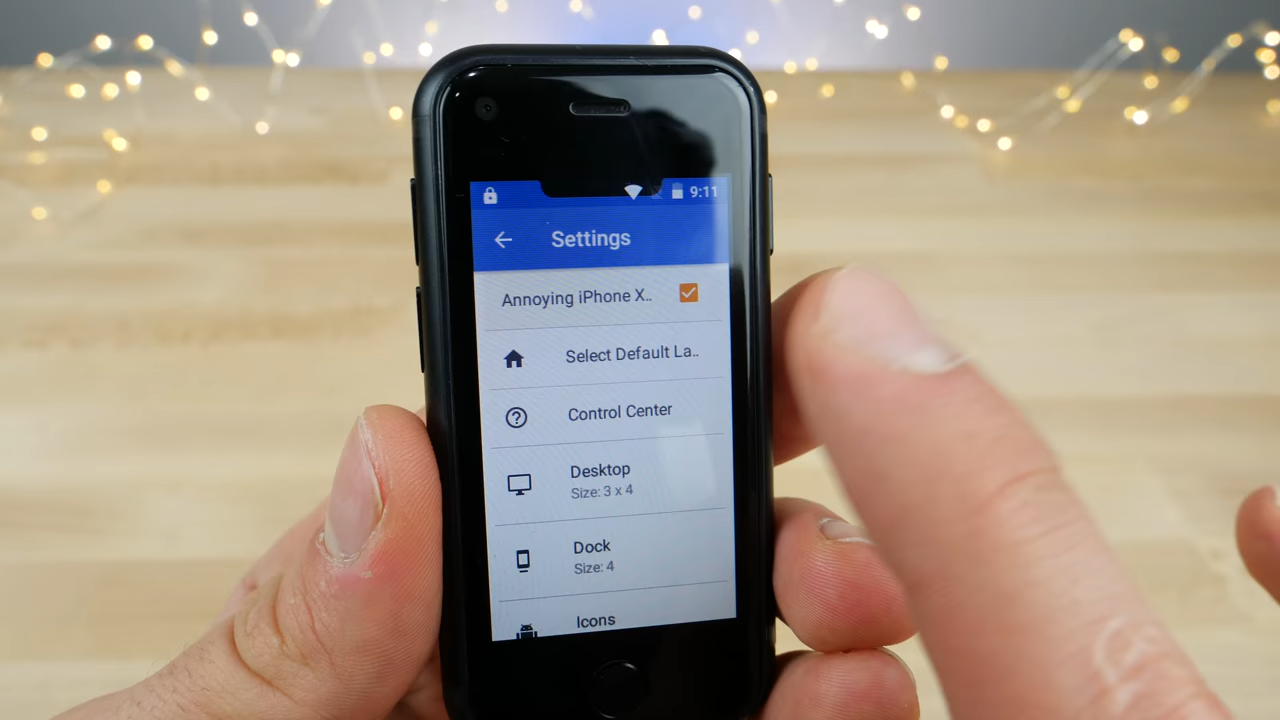 9:11
Settings
Annoying iPhone X..
Select Default La..
Control Center
Desktop
Size: 3 x 4
Dock
Size: 4
Icons